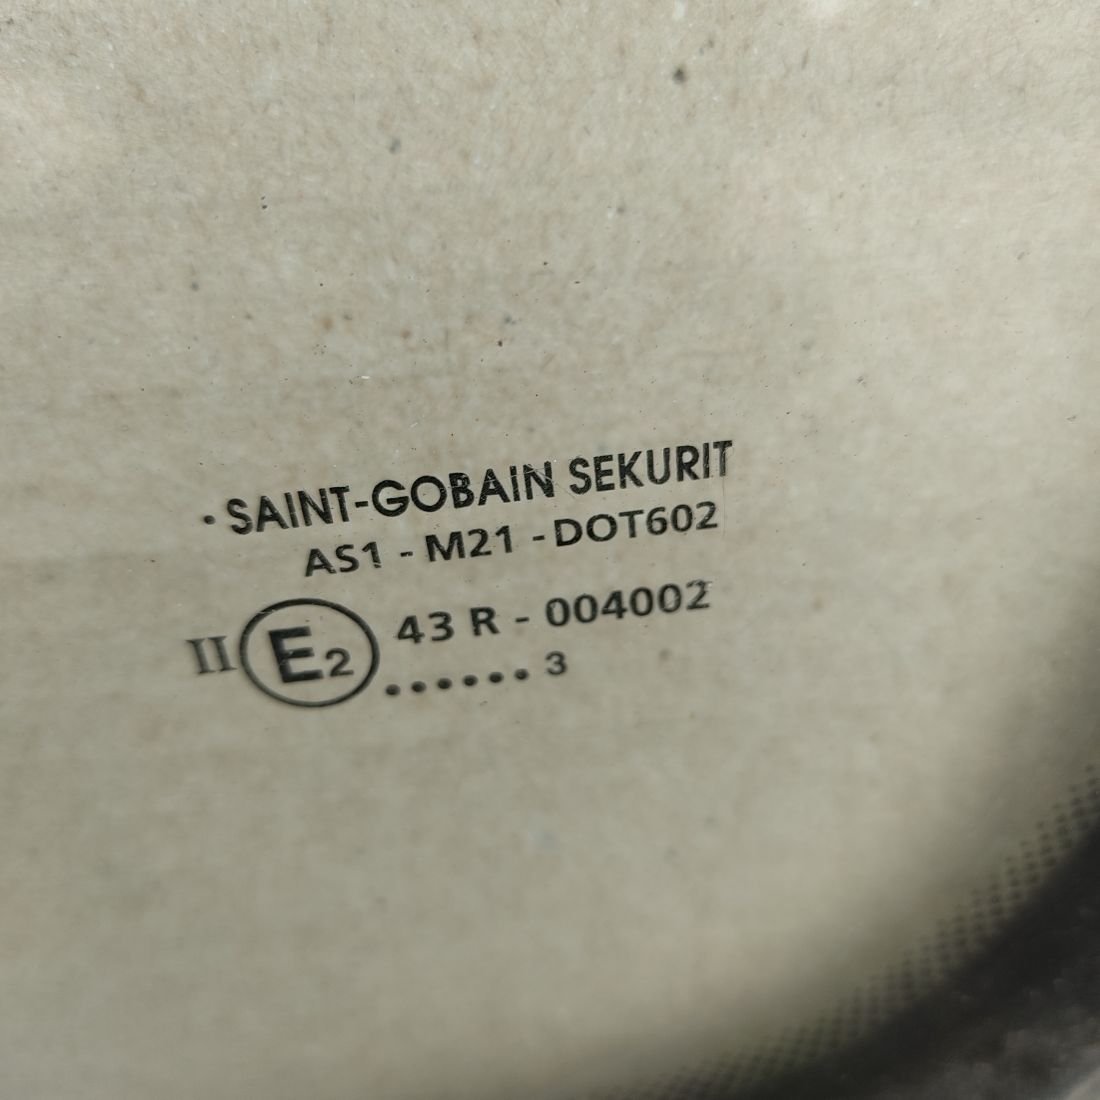 • SAINT-GOBAIN SEKURIT
AS1 - M21 - DOT602
II E2 43 R - 004002
...... 3